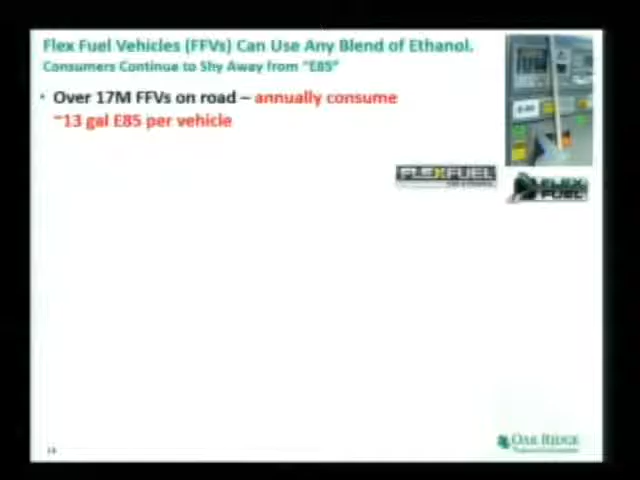 Flex Fuel Vehicles (FFVs) Can Use Any Blend of Ethanol.
Consumers Continue to Shy Away from "E85"
• Over 17M FFVs on road – annually consume
~13 gal E85 per vehicle
FLEXFUEL
FLEX
FUEL
OAK RIDGE